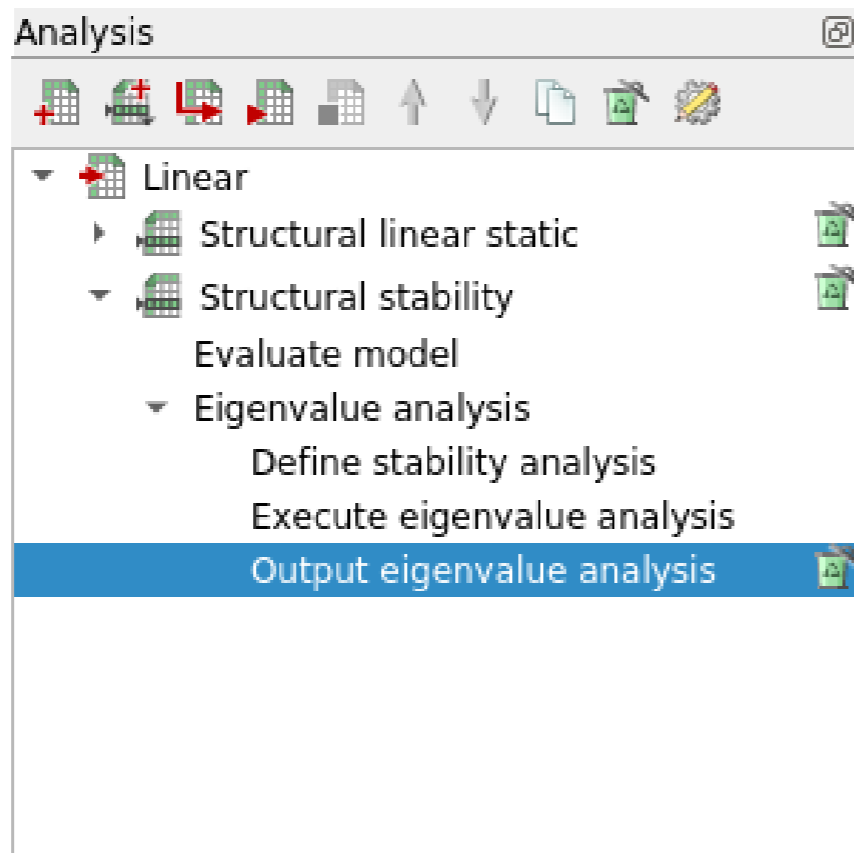 Analysis
Linear
Structural linear static
Structural stability
Evaluate model
Eigenvalue analysis
Define stability analysis
Execute eigenvalue analysis
Output eigenvalue analysis